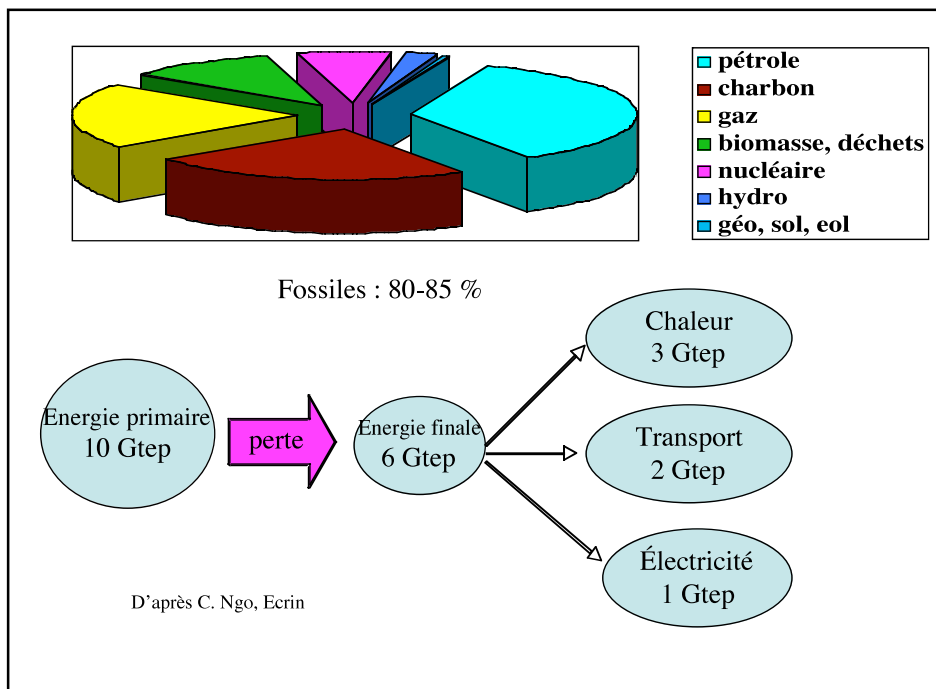 pétrole
charbon
gaz
biomasse, déchets
nucléaire
hydro
géo, sol, eol
Fossiles : 80-85 %
Chaleur
3 Gtep
Energie primaire
10 Gtep
perte
Energie finale
6 Gtep
Transport
2 Gtep
Électricité
1 Gtep
D'après C. Ngo, Ecrin